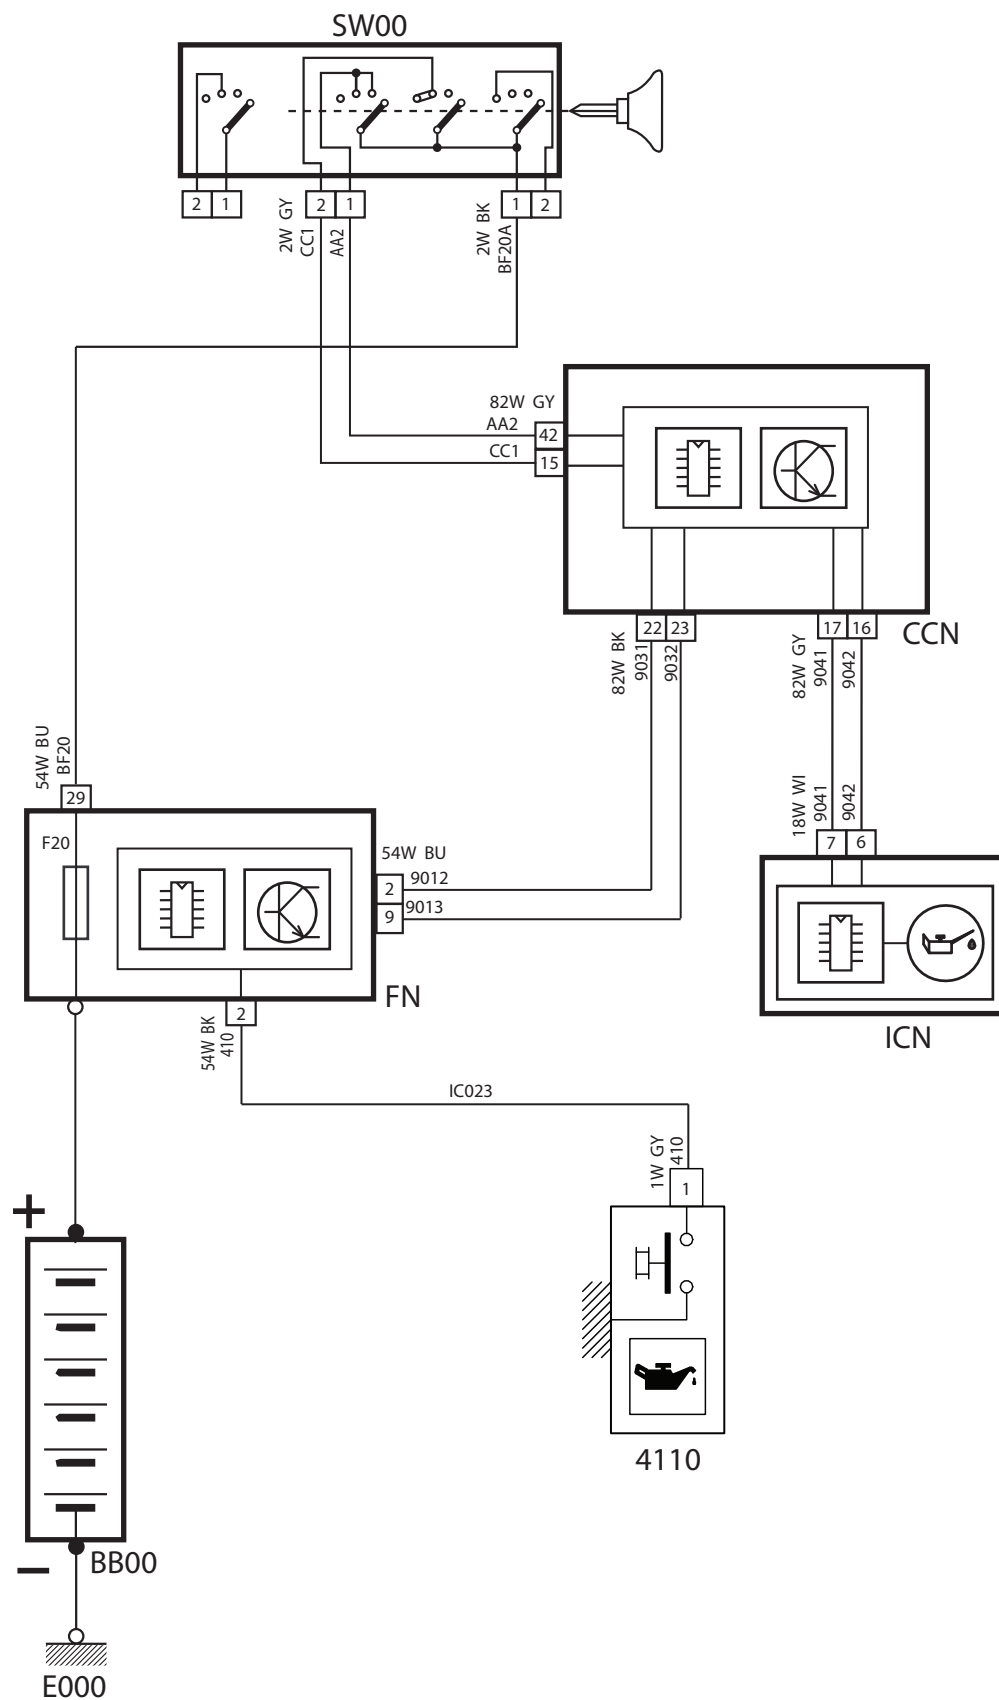 SW00
2 1
2 1
1 2
2W GY
CC1
AA2
2W BK
BF20A
82W GY
AA2
42
CC1
15
22 23
17 16
CCN
82W BK
9031
9032
82W GY
9041
9042
54W BU
BF20
29
18W WI
9041
9042
7 6
F20
54W BU
2
9012
9
9013
FN
2
54W BK
410
ICN
IC023
1W GY
410
1
+
4110
−
BB00
E000